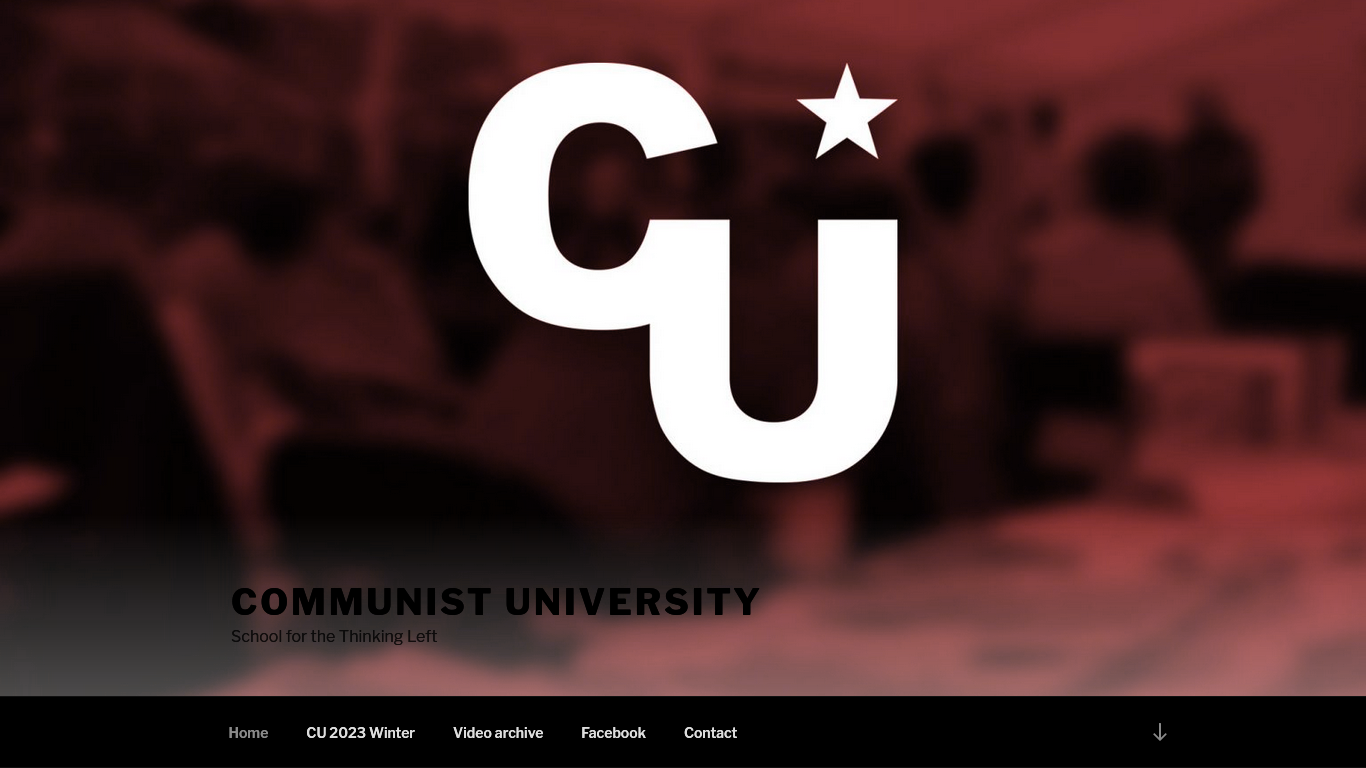 CU
COMMUNIST UNIVERSITY
School for the Thinking Left
Home CU 2023 Winter Video archive Facebook Contact